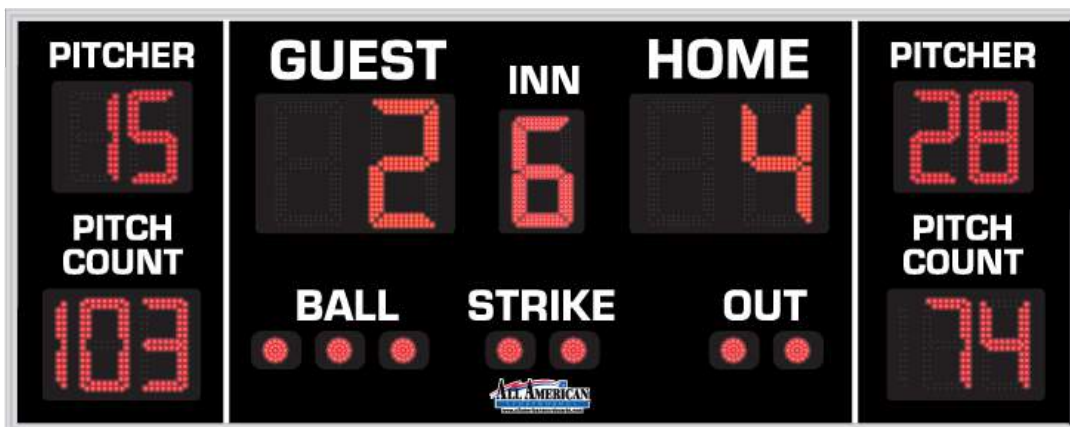 PITCHER
15
PITCH
COUNT
103
GUEST
2
INN
6
HOME
4
BALL
STRIKE
OUT
ALL AMERICAN
PITCHER
28
PITCH
COUNT
74